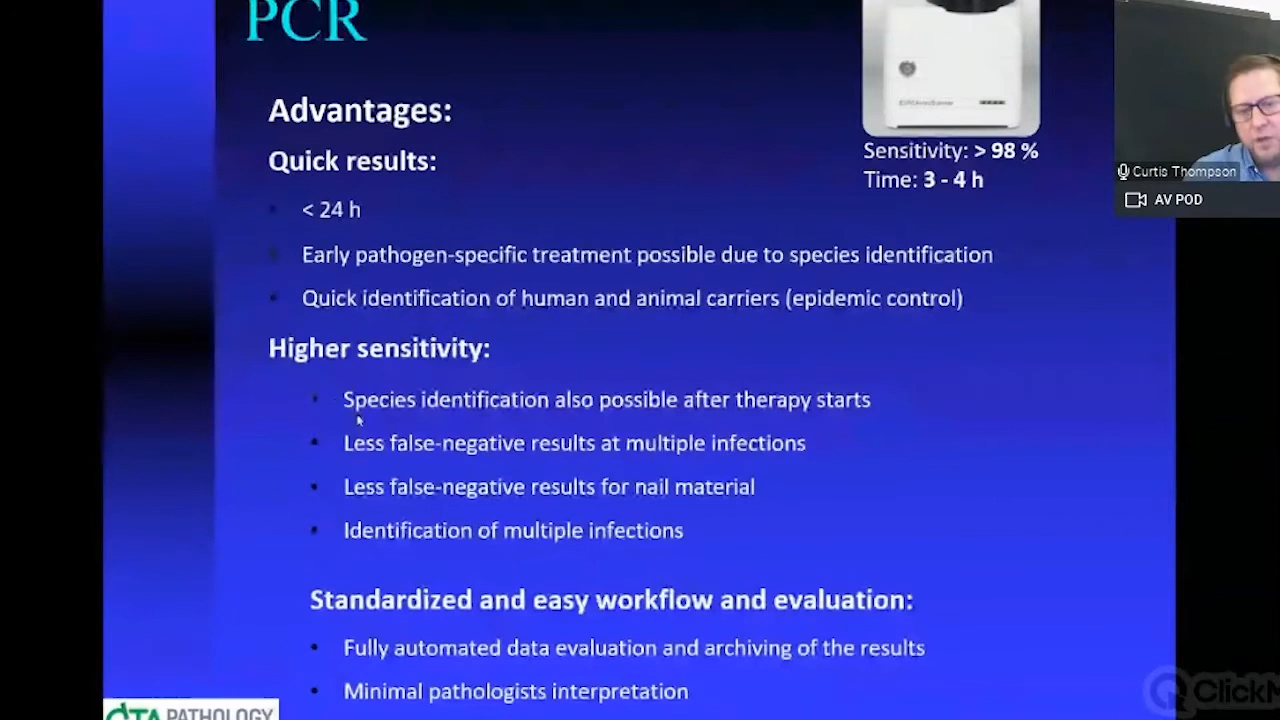 PCR
Advantages:
Quick results:
< 24 h
Early pathogen-specific treatment possible due to species identification
Quick identification of human and animal carriers (epidemic control)
Higher sensitivity:
Species identification also possible after therapy starts
Less false-negative results at multiple infections
Less false-negative results for nail material
Identification of multiple infections
Standardized and easy workflow and evaluation:
Fully automated data evaluation and archiving of the results
Minimal pathologists interpretation
Sensitivity: > 98 %
Time: 3 - 4 h
Curtis Thompson
AV POD
PATHOLOGY